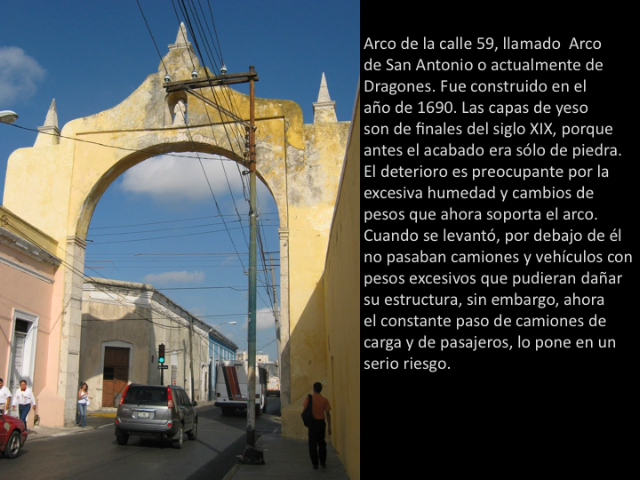 Arco de la calle 59, llamado  Arco
de San Antonio o actualmente de
Dragones. Fue construido en el
año de 1690. Las capas de yeso
son de finales del siglo XIX, porque
antes el acabado era sólo de piedra.
El deterioro es preocupante por la
excesiva humedad y cambios de
pesos que ahora soporta el arco.
Cuando se levantó, por debajo de él
no pasaban camiones y vehículos con
pesos excesivos que pudieran dañar
su estructura, sin embargo, ahora
el constante paso de camiones de
carga y de pasajeros, lo pone en un
serio riesgo.